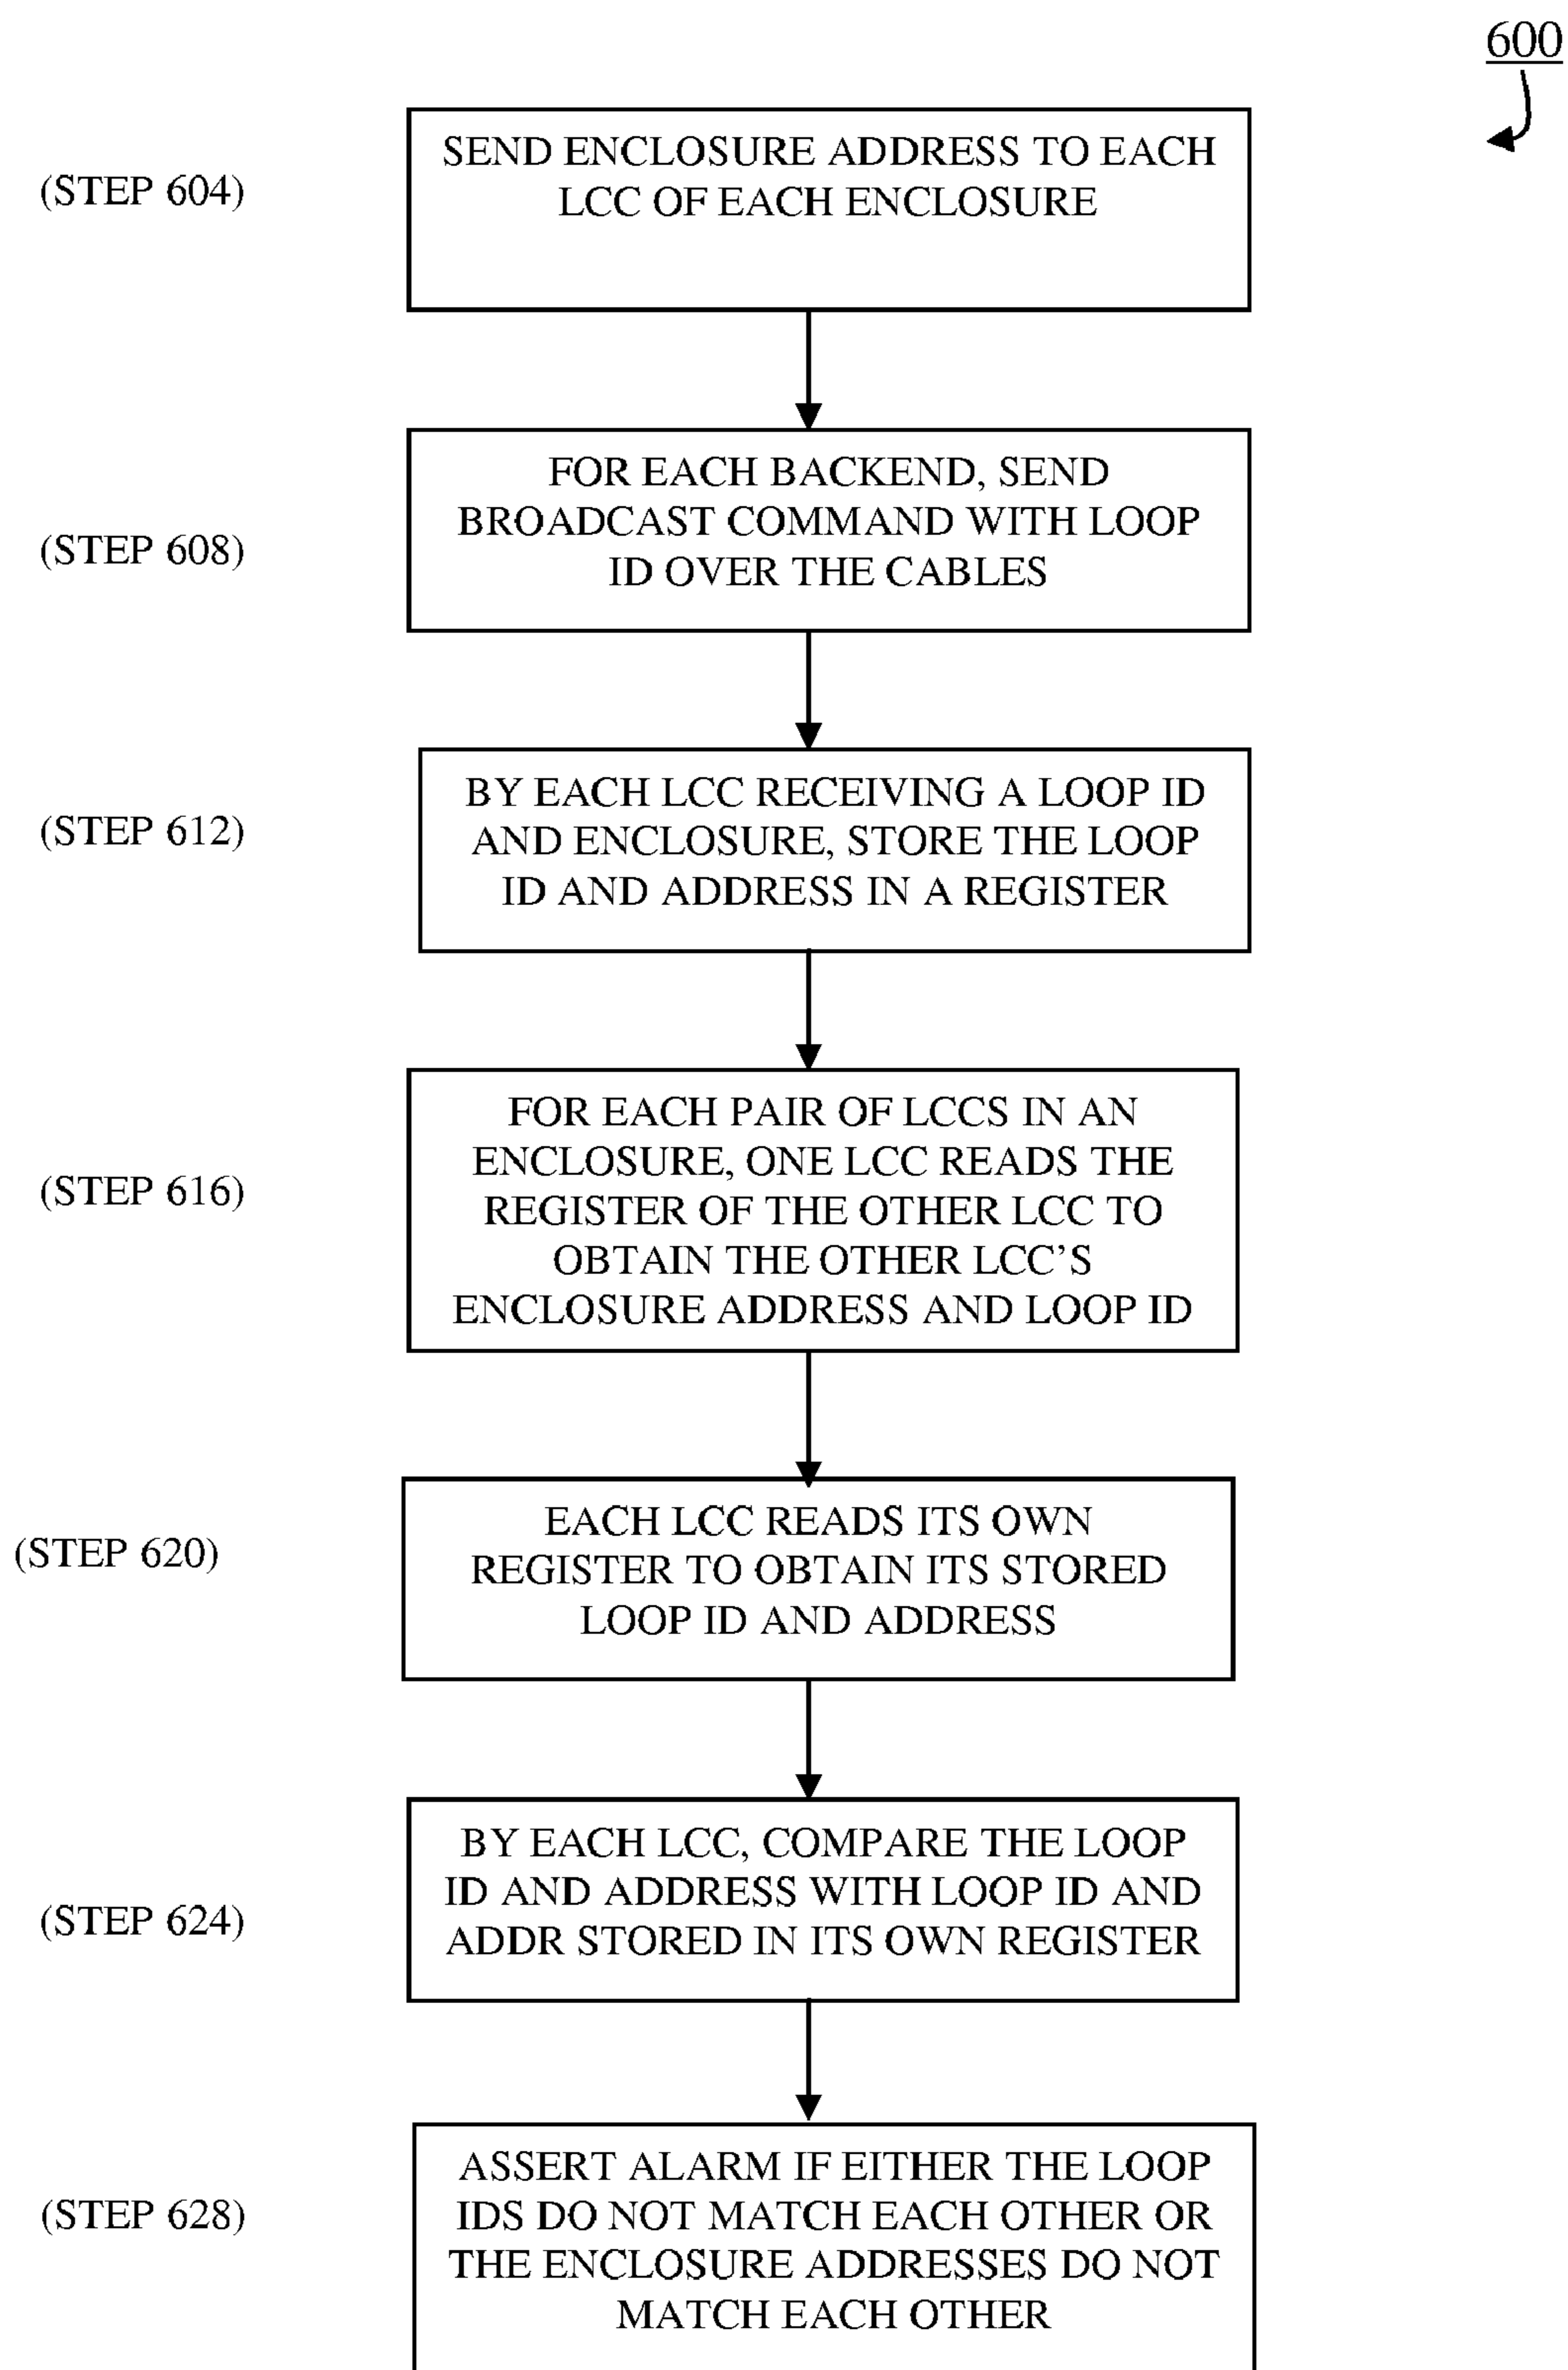 600
(STEP 604)
SEND ENCLOSURE ADDRESS TO EACH
LCC OF EACH ENCLOSURE
(STEP 608)
FOR EACH BACKEND, SEND
BROADCAST COMMAND WITH LOOP
ID OVER THE CABLES
(STEP 612)
BY EACH LCC RECEIVING A LOOP ID
AND ENCLOSURE, STORE THE LOOP
ID AND ADDRESS IN A REGISTER
(STEP 616)
FOR EACH PAIR OF LCCS IN AN
ENCLOSURE, ONE LCC READS THE
REGISTER OF THE OTHER LCC TO
OBTAIN THE OTHER LCC’S
ENCLOSURE ADDRESS AND LOOP ID
(STEP 620)
EACH LCC READS ITS OWN
REGISTER TO OBTAIN ITS STORED
LOOP ID AND ADDRESS
(STEP 624)
BY EACH LCC, COMPARE THE LOOP
ID AND ADDRESS WITH LOOP ID AND
ADDR STORED IN ITS OWN REGISTER
(STEP 628)
ASSERT ALARM IF EITHER THE LOOP
IDS DO NOT MATCH EACH OTHER OR
THE ENCLOSURE ADDRESSES DO NOT
MATCH EACH OTHER